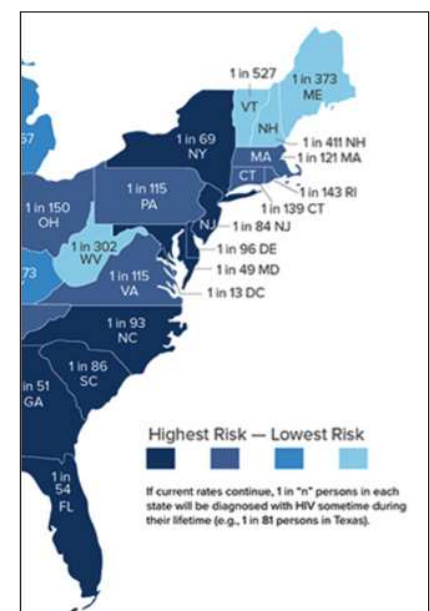 1 in 527
VT
1 in 373
ME
NH
1 in 69
NY
1 in 411 NH
MA
1 in 121 MA
CT
1 in 143 RI
1 in 139 CT
1 in 115
PA
NJ
1 in 84 NJ
1 in 150
OH
1 in 96 DE
1 in 302
WV
1 in 49 MD
1 in 115
VA
1 in 13 DC
1 in 93
NC
1 in 86
SC
in 51
GA
1 in
54
FL
Highest Risk — Lowest Risk
If current rates continue, 1 in "n" persons in each
state will be diagnosed with HIV sometime during
their lifetime (e.g., 1 in 81 persons in Texas).